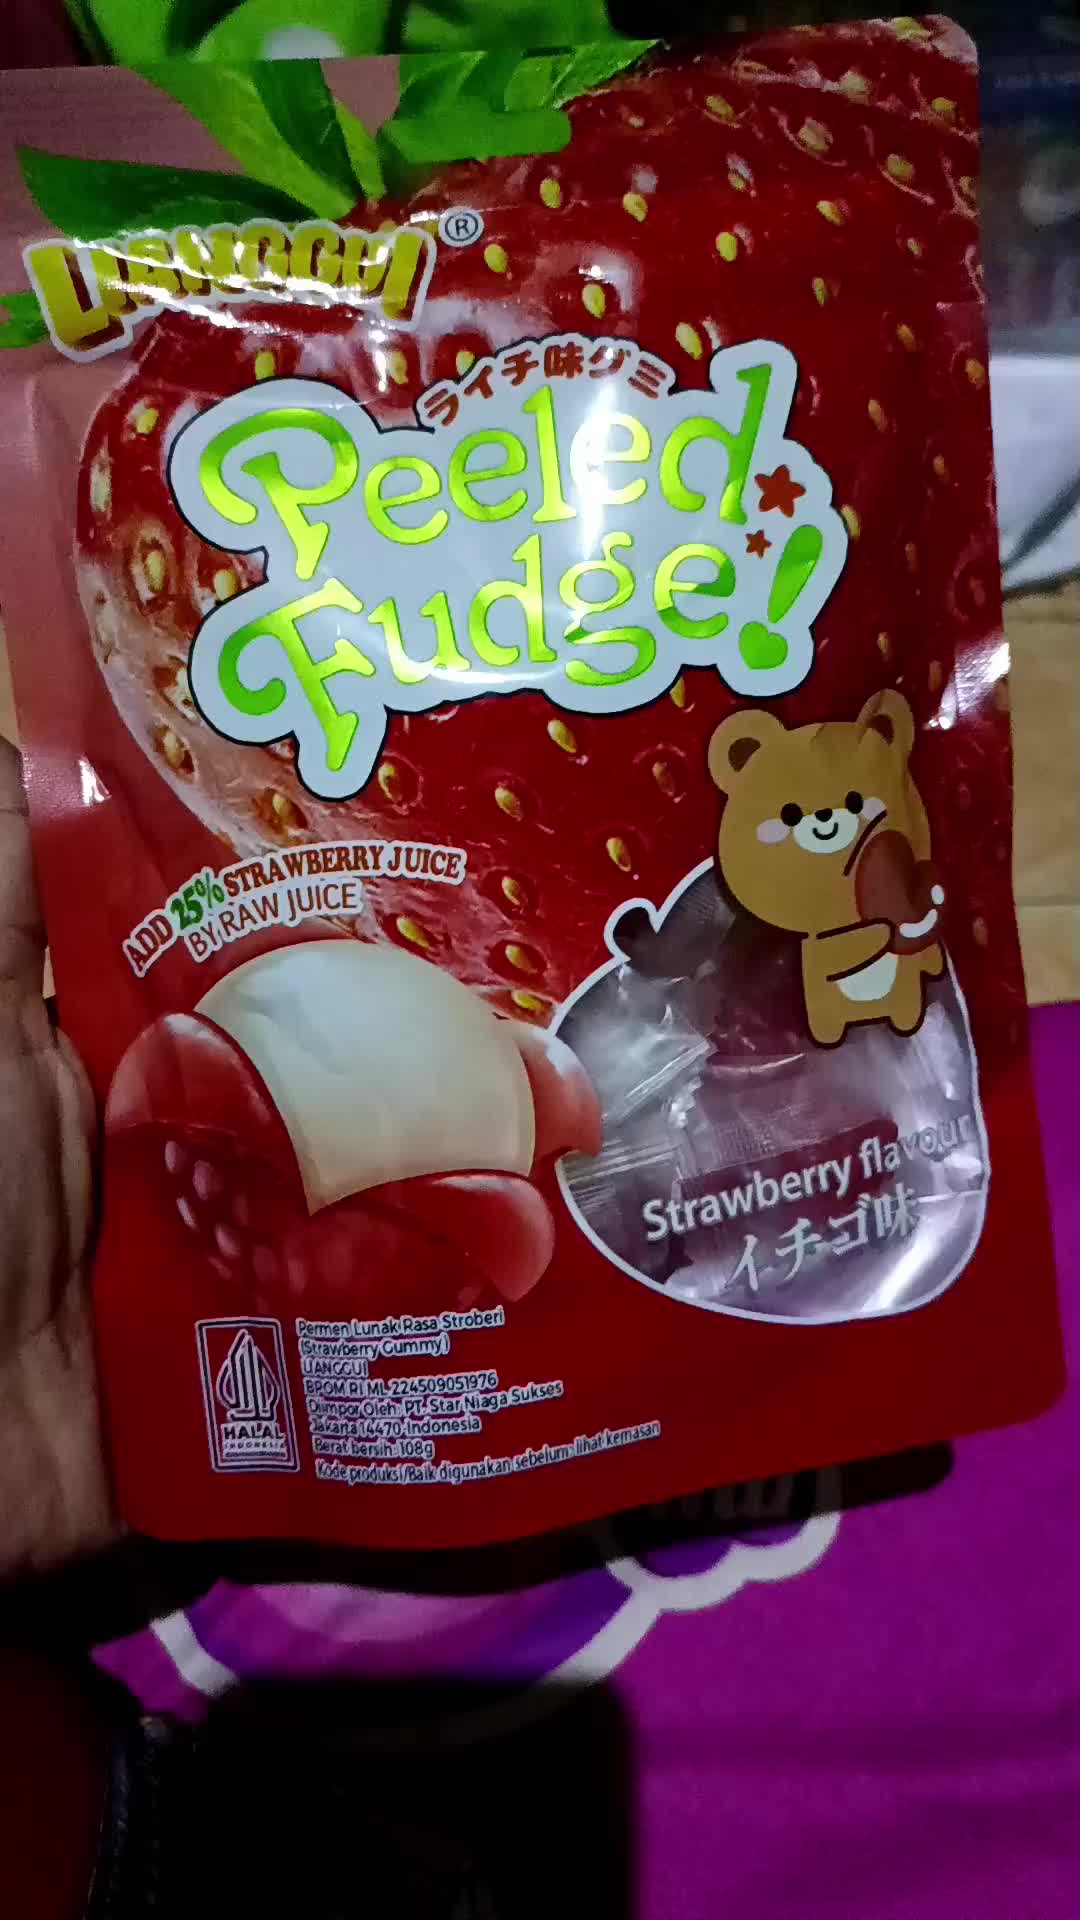 LIANGGUI®
ライチ味グミ
Peeled
Fudge!
ADD 25% STRAWBERRY JUICE
BY RAW JUICE
Strawberry flavour
イチゴ味
Permen Lunak Rasa Stroberi
(Strawberry Gummy)
LIANGGUI
BPOM RI ML 224509051976
Diimpor Oleh: PT. Star Niaga Sukses
Jakarta 14470, Indonesia
Berat bersih: 108g
Kode produksi/Baik digunakan sebelum: lihat kemasan
HALAL
INDONESIA